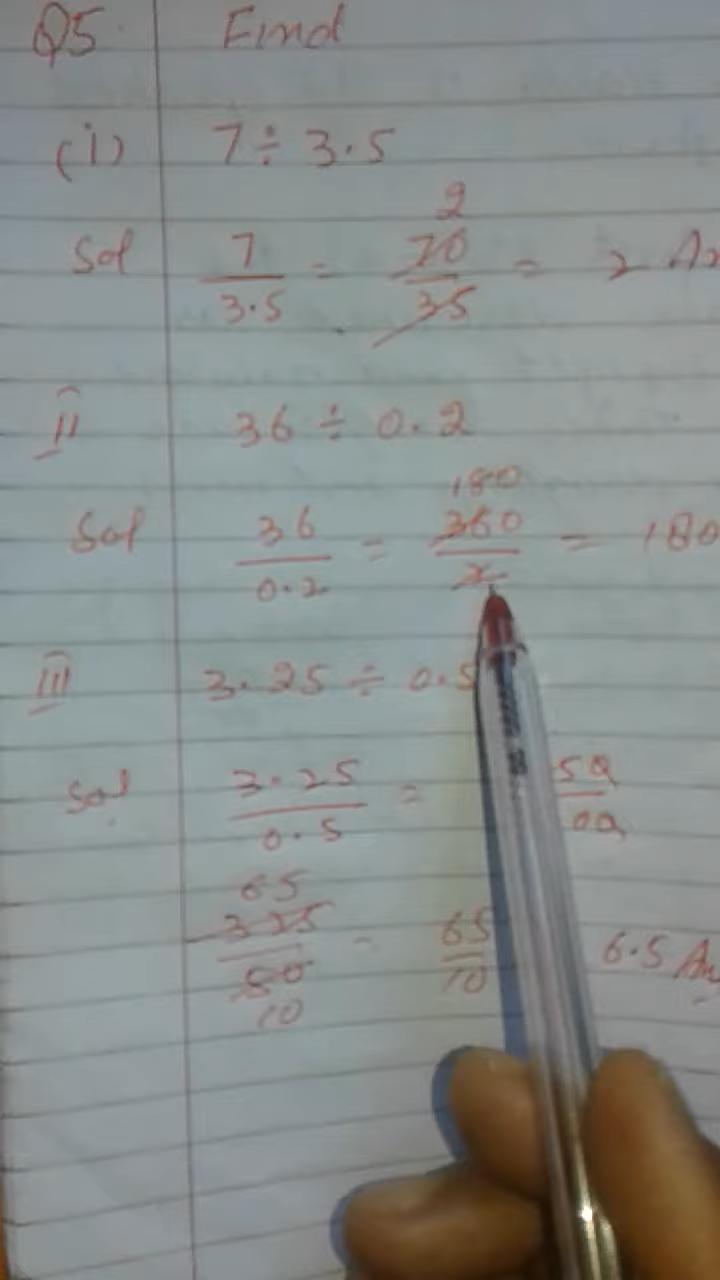 Q5. Find
(i) 7 ÷ 3.5
2
Sol 7/3.5 = 70/35 = 2
II 36 ÷ 0.2
180
Sol 36/0.2 = 360/2 = 180
III 3.25 ÷ 0.5
Sol 3.25/0.5 =
65
325/50 = 65/10 6.5 Ans
10